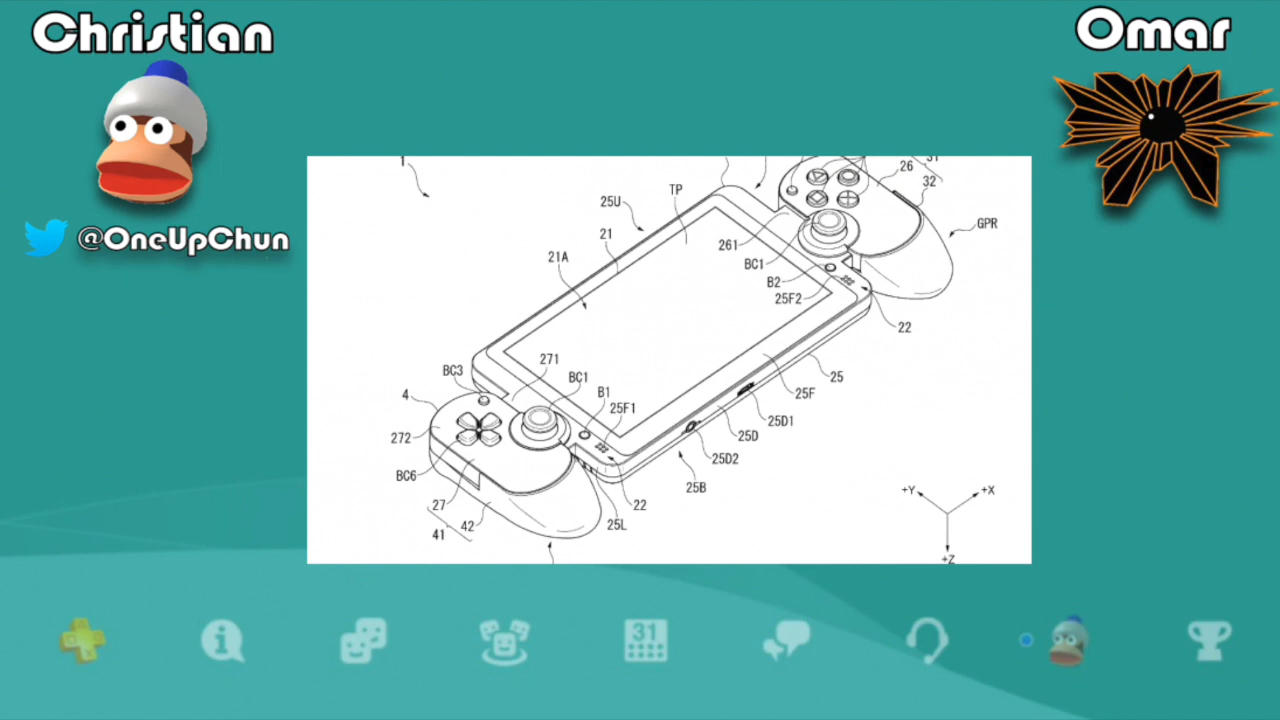 Christian
Omar
@OneUpChun
1
TP
25U
21
21A
26
32
GPR
261
BC1
B2
25F2
22
25
25F
25D1
25D
25D2
25B
271
BC3
BC1
B1
25F1
4
272
BC6
27
42
41
25L
22
+Y
+X
+Z
31